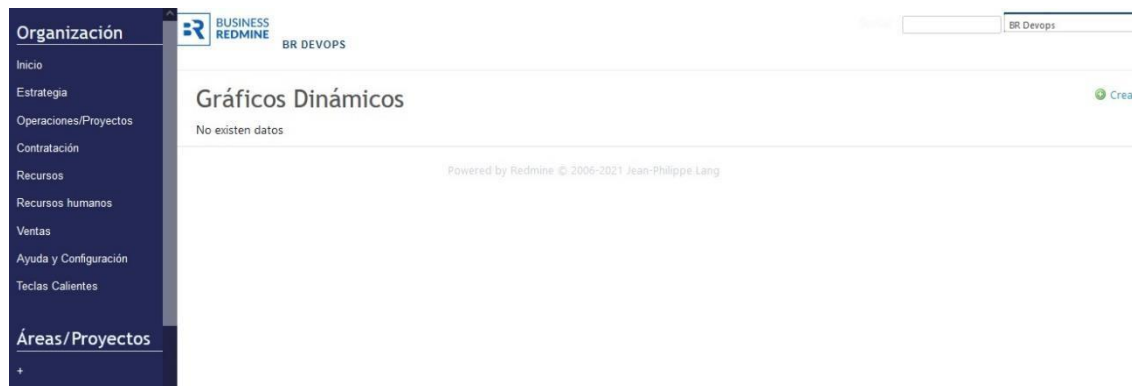 Organización
Inicio
Estrategia
Operaciones/Proyectos
Contratación
Recursos
Recursos humanos
Ventas
Ayuda y Configuración
Teclas Calientes
Áreas/Proyectos
+
BUSINESS
REDMINE
BR DEVOPS
BR Devops
Gráficos Dinámicos
Crea
No existen datos
Powered by Redmine © 2006-2021 Jean-Philippe Lang